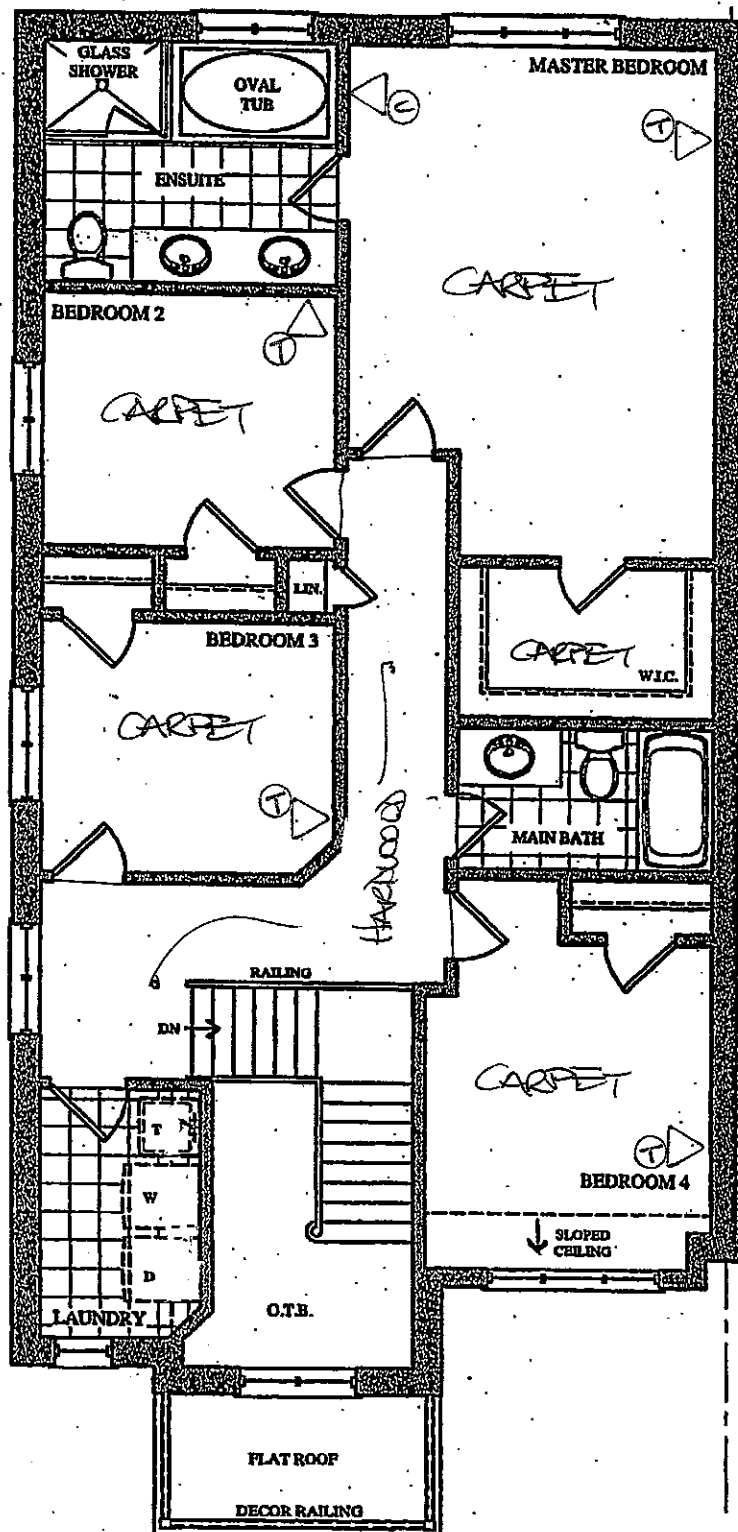 GLASS
SHOWER
OVAL
TUB
MASTER BEDROOM
C
T
ENSUITE
CARPET
BEDROOM 2
T
CARPET
LIN.
BEDROOM 3
CARPET
W.I.C.
CARPET
T
MAIN BATH
HARDWOOD
RAILING
DN
CARPET
T
BEDROOM 4
T
W
D
SLOPED
CEILING
LAUNDRY
O.T.B.
FLAT ROOF
DECOR RAILING